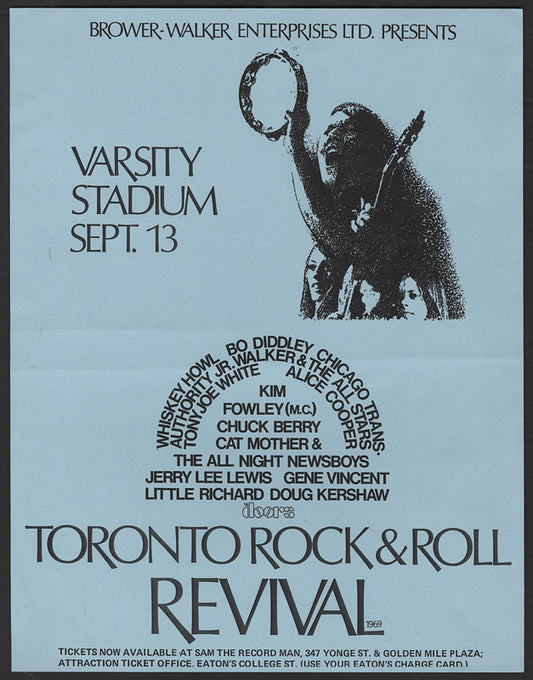 BROWER-WALKER ENTERPRISES LTD. PRESENTS
VARSITY
STADIUM
SEPT. 13
WHISKEY HOWL BO DIDDLEY CHICAGO TRANS-
AUTHORITY JR. WALKER & THE ALL STARS
TONY JOE WHITE ALICE COOPER
KIM
FOWLEY (M.C.)
CHUCK BERRY
CAT MOTHER &
THE ALL NIGHT NEWSBOYS
JERRY LEE LEWIS GENE VINCENT
LITTLE RICHARD DOUG KERSHAW
doors
TORONTO ROCK & ROLL
REVIVAL
1969
TICKETS NOW AVAILABLE AT SAM THE RECORD MAN, 347 YONGE ST. & GOLDEN MILE PLAZA;
ATTRACTION TICKET OFFICE. EATON'S COLLEGE ST. (USE YOUR EATON'S CHARGE CARD.)